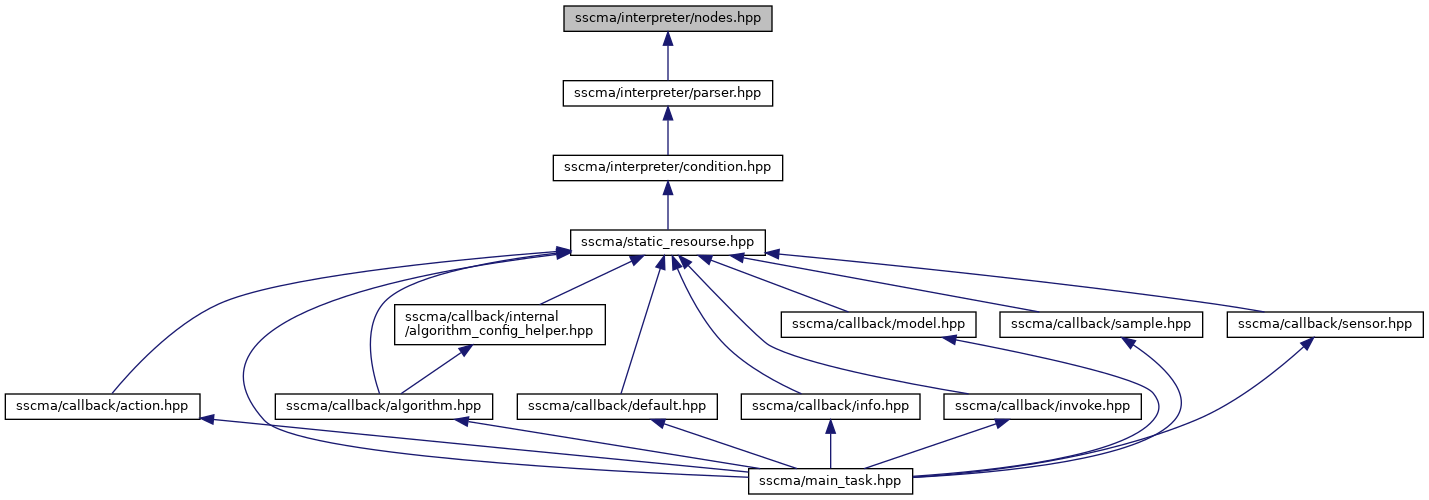 sscma/interpreter/nodes.hpp
sscma/interpreter/parser.hpp
sscma/interpreter/condition.hpp
sscma/static_resourse.hpp
sscma/callback/internal
/algorithm_config_helper.hpp
sscma/callback/model.hpp
sscma/callback/sample.hpp
sscma/callback/sensor.hpp
sscma/callback/action.hpp
sscma/callback/algorithm.hpp
sscma/callback/default.hpp
sscma/callback/info.hpp
sscma/callback/invoke.hpp
sscma/main_task.hpp